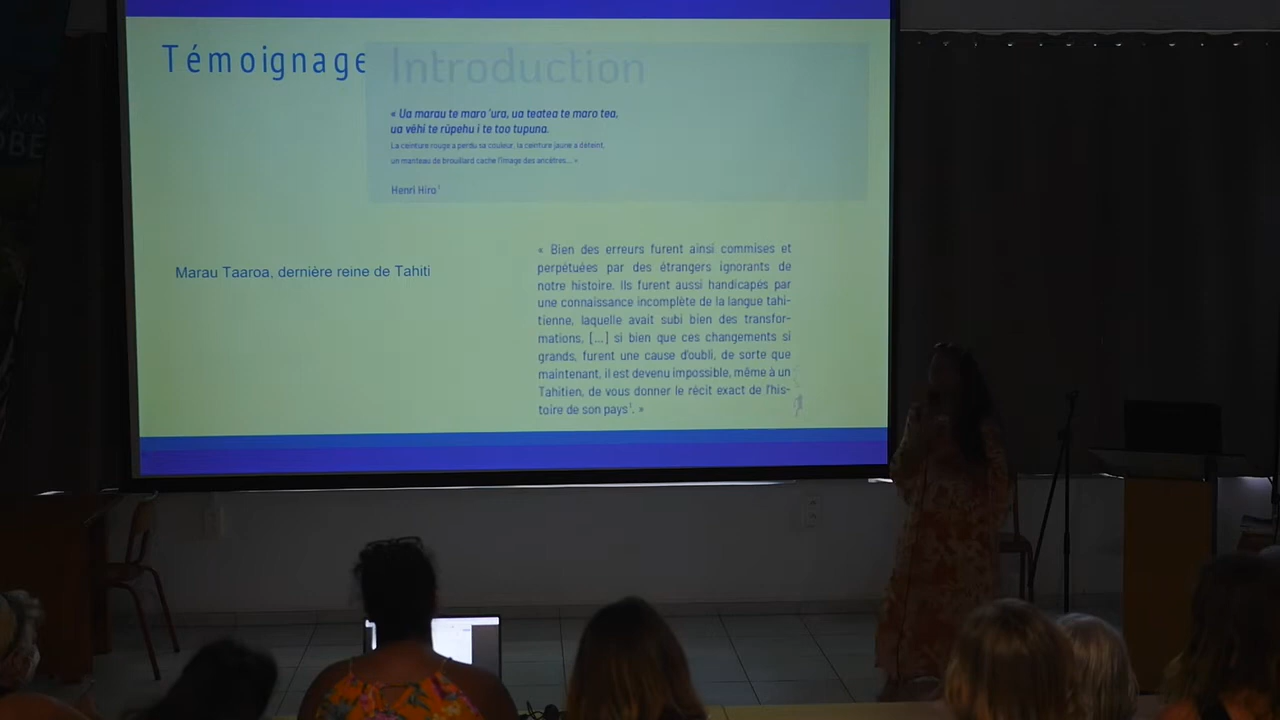 Témoignage
Introduction
« Ua marau te maro 'ura, ua teatea te maro tea,
ua vêhi te rûpehu i te too tupuna.
La ceinture rouge a perdu sa couleur, la ceinture jaune a déteint,
un manteau de brouillard cache l'image des ancêtres... »
Henri Hiro¹
Marau Taaroa, dernière reine de Tahiti
« Bien des erreurs furent ainsi commises et
perpétuées par des étrangers ignorants de
notre histoire. Ils furent aussi handicapés par
une connaissance incomplète de la langue tahi-
tienne, laquelle avait subi bien des transfor-
mations, [...] si bien que ces changements si
grands, furent une cause d'oubli, de sorte que
maintenant, il est devenu impossible, même à un
Tahitien, de vous donner le récit exact de l'his-
toire de son pays¹. »